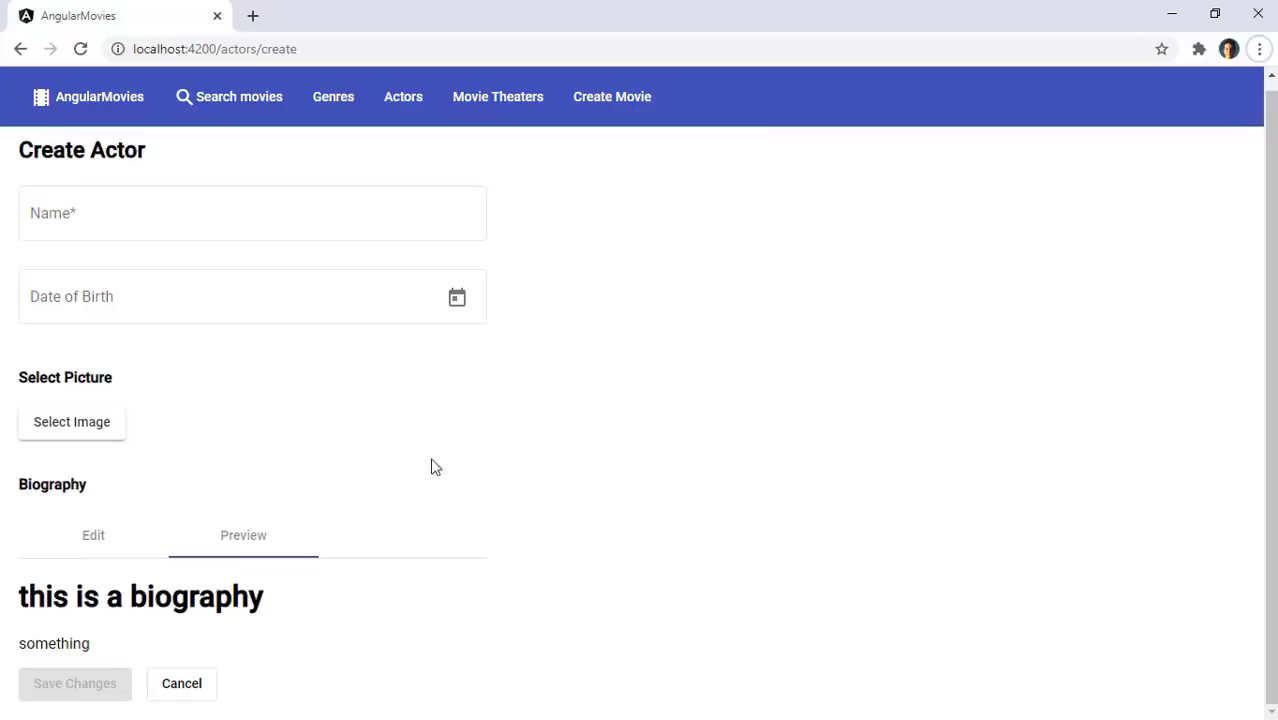 AngularMovies
localhost:4200/actors/create
AngularMovies Search movies Genres Actors Movie Theaters Create Movie
Create Actor
Name*
Date of Birth
Select Picture
Select Image
Biography
Edit Preview
this is a biography
something
Save Changes Cancel